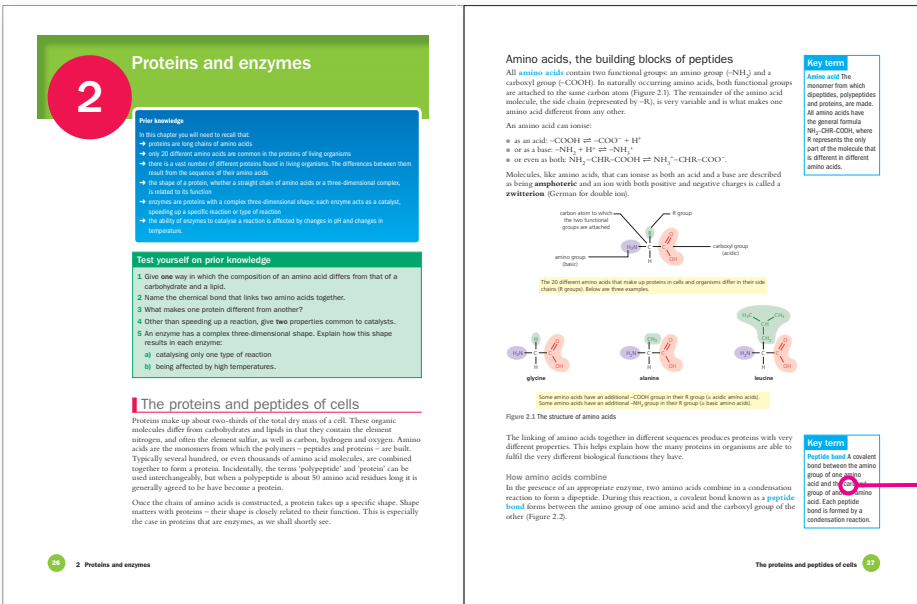 2
Proteins and enzymes
Prior knowledge
In this chapter you will need to recall that:
→ proteins are long chains of amino acids
→ only 20 different amino acids are common in the proteins of living organisms
→ there is a vast number of different proteins found in living organisms. The differences between them
result from the sequence of their amino acids
→ the shape of a protein, whether a straight chain of amino acids or a three-dimensional complex,
is related to its function
→ enzymes are proteins with a complex three-dimensional shape; each enzyme acts as a catalyst,
speeding up a specific reaction or type of reaction
→ the ability of enzymes to catalyse a reaction is affected by changes in pH and changes in
temperature.
Test yourself on prior knowledge
1 Give one way in which the composition of an amino acid differs from that of a
carbohydrate and a lipid.
2 Name the chemical bond that links two amino acids together.
3 What makes one protein different from another?
4 Other than speeding up a reaction, give two properties common to catalysts.
5 An enzyme has a complex three-dimensional shape. Explain how this shape
results in each enzyme:
a) catalysing only one type of reaction
b) being affected by high temperatures.
The proteins and peptides of cells
Proteins make up about two-thirds of the total dry mass of a cell. These organic
molecules differ from carbohydrates and lipids in that they contain the element
nitrogen, and often the element sulfur, as well as carbon, hydrogen and oxygen. Amino
acids are the monomers from which the polymers – peptides and proteins – are built.
Typically several hundred, or even thousands of amino acid molecules, are combined
together to form a protein. Incidentally, the terms 'polypeptide' and 'protein' can be
used interchangeably, but when a polypeptide is about 50 amino acid residues long it is
generally agreed to be have become a protein.
Once the chain of amino acids is constructed, a protein takes up a specific shape. Shape
matters with proteins – their shape is closely related to their function. This is especially
the case in proteins that are enzymes, as we shall shortly see.
26 2 Proteins and enzymes
Amino acids, the building blocks of peptides
All amino acids contain two functional groups: an amino group (–NH₂) and a
carboxyl group (–COOH). In naturally occurring amino acids, both functional groups
are attached to the same carbon atom (Figure 2.1). The remainder of the amino acid
molecule, the side chain (represented by –R), is very variable and is what makes one
amino acid different from any other.
An amino acid can ionise:
● as an acid: –COOH ⇌ –COO⁻ + H⁺
● or as a base: –NH₂ + H⁺ ⇌ –NH₃⁺
● or even as both: NH₂–CHR–COOH ⇌ NH₃⁺–CHR–COO⁻.
Molecules, like amino acids, that can ionise as both an acid and a base are described
as being amphoteric and an ion with both positive and negative charges is called a
zwitterion (German for double ion).
Key term
Amino acid The
monomer from which
dipeptides, polypeptides
and proteins, are made.
All amino acids have
the general formula
NH₂–CHR–COOH, where
R represents the only
part of the molecule that
is different in different
amino acids.
carbon atom to which
the two functional
groups are attached
R group
carboxyl group
(acidic)
amino group
(basic)
R
H₂N C O
OH
H
The 20 different amino acids that make up proteins in cells and organisms differ in their side
chains (R groups). Below are three examples.
H
H₂N C O
OH
H
glycine
CH₃
H₂N C O
OH
H
alanine
H₃C CH₃
CH
CH₂
H₂N C O
OH
H
leucine
Some amino acids have an additional –COOH group in their R group (= acidic amino acids).
Some amino acids have an additional –NH₂ group in their R group (= basic amino acids).
Figure 2.1 The structure of amino acids
The linking of amino acids together in different sequences produces proteins with very
different properties. This helps explain how the many proteins in organisms are able to
fulfil the very different biological functions they have.
How amino acids combine
In the presence of an appropriate enzyme, two amino acids combine in a condensation
reaction to form a dipeptide. During this reaction, a covalent bond known as a peptide
bond forms between the amino group of one amino acid and the carboxyl group of the
other (Figure 2.2).
Key term
Peptide bond A covalent
bond between the amino
group of one amino
acid and the carboxyl
group of another amino
acid. Each peptide
bond is formed by a
condensation reaction.
The proteins and peptides of cells 27